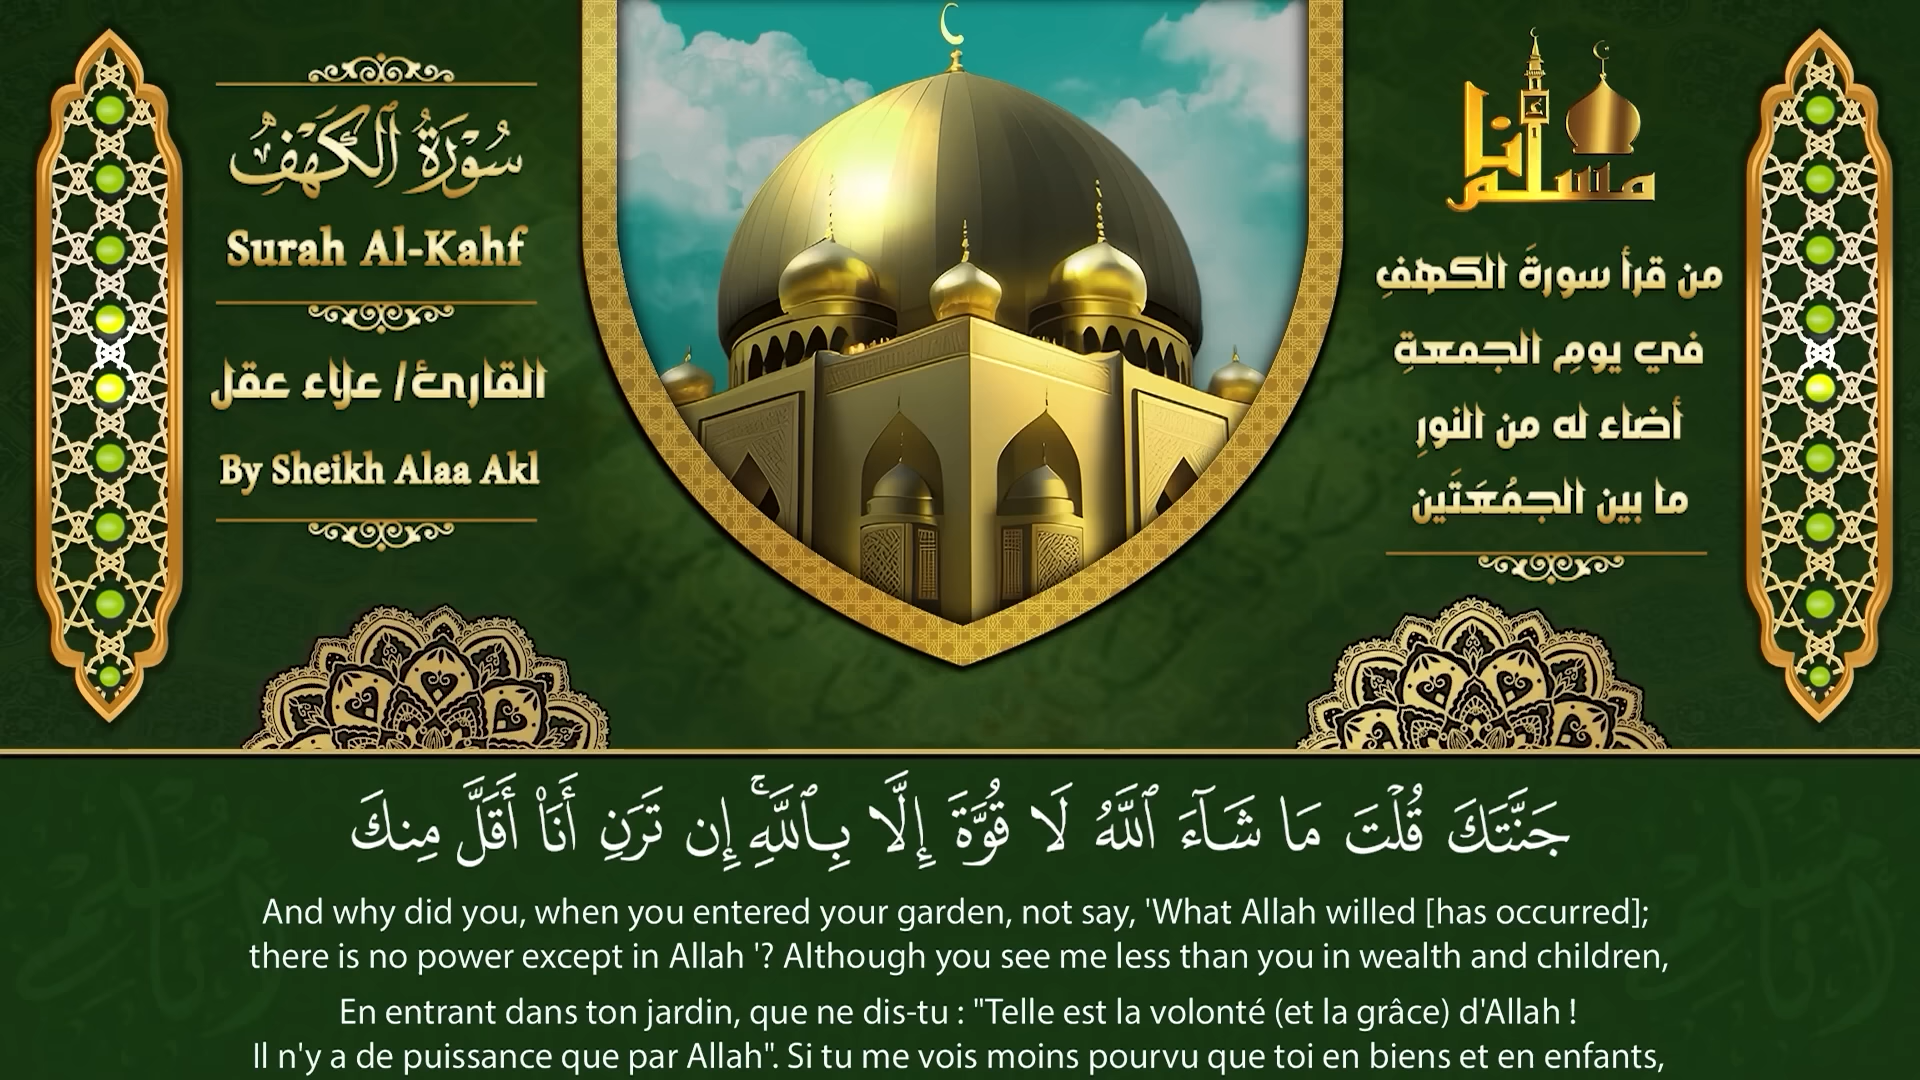 سُورَةُ الكَهْفِ
Surah Al-Kahf
القارئ/ علاء عقل
By Sheikh Alaa Akl
أنا
مسلم
من قرأ سورةَ الكهفِ
في يومِ الجمعةِ
أضاء له من النورِ
ما بين الجمُعَتَين
جَنَّتَكَ قُلْتَ مَا شَآءَ ٱللَّهُ لَا قُوَّةَ إِلَّا بِٱللَّهِۚ إِن تَرَنِ أَنَا۠ أَقَلَّ مِنكَ
And why did you, when you entered your garden, not say, 'What Allah willed [has occurred];
there is no power except in Allah '? Although you see me less than you in wealth and children,
En entrant dans ton jardin, que ne dis-tu : "Telle est la volonté (et la grâce) d'Allah !
Il n'y a de puissance que par Allah". Si tu me vois moins pourvu que toi en biens et en enfants,